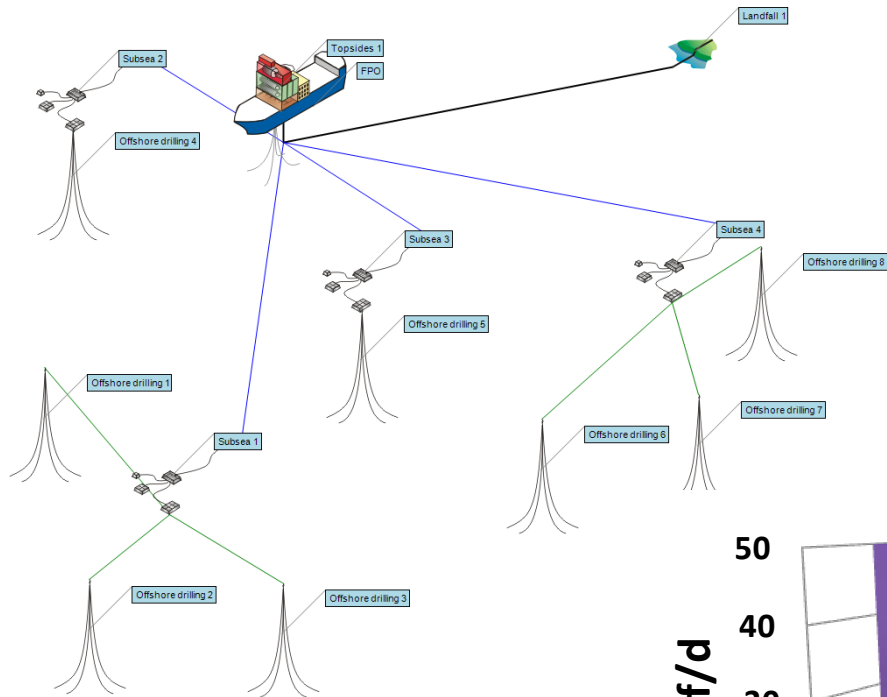 Landfall 1
Topsides 1
Subsea 2
FPO
Offshore drilling 4
Subsea 4
Subsea 3
Offshore drilling 8
Offshore drilling 5
Offshore drilling 1
Offshore drilling 7
Offshore drilling 6
Subsea 1
50
Offshore drilling 2
Offshore drilling 3
40
f/d